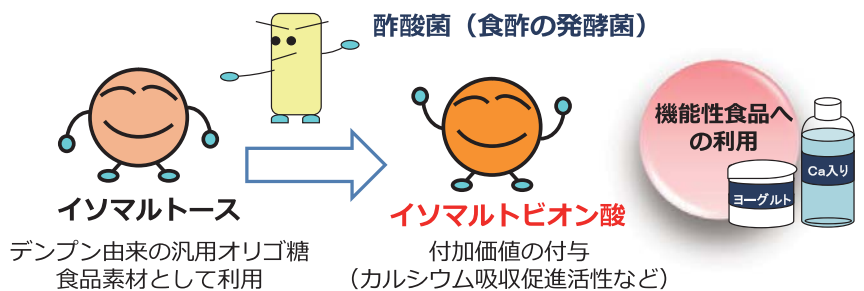 酢酸菌（食酢の発酵菌）
イソマルトース
デンプン由来の汎用オリゴ糖
食品素材として利用
イソマルトビオン酸
付加価値の付与
（カルシウム吸収促進活性など）
機能性食品へ
の利用
ヨーグルト
Ca入り